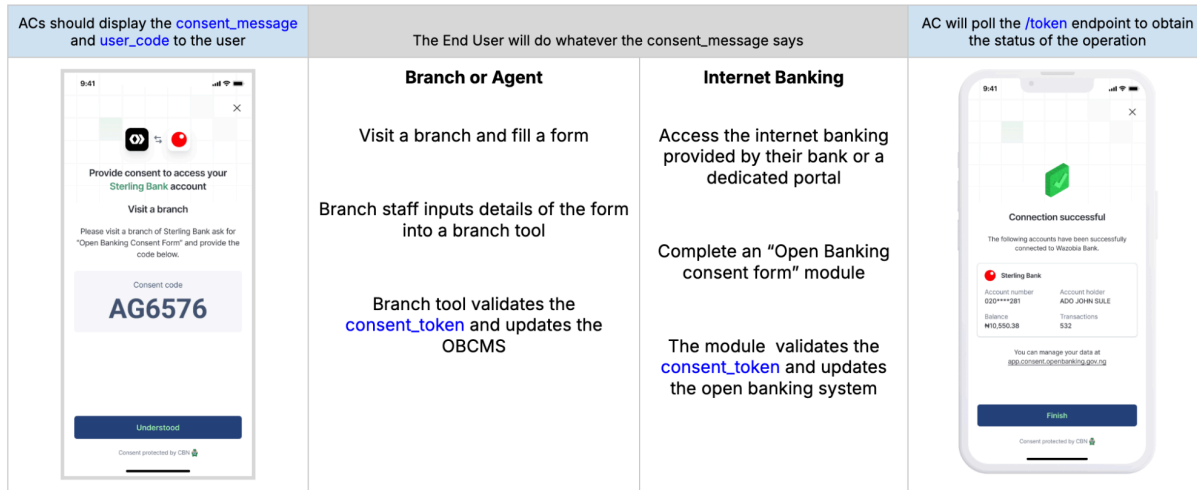 ACs should display the consent_message
and user_code to the user
The End User will do whatever the consent_message says
AC will poll the /token endpoint to obtain
the status of the operation
9:41
Provide consent to access your
Sterling Bank account
Visit a branch
Please visit a branch of Sterling Bank ask for
"Open Banking Consent Form" and provide the
code below.
Consent code
AG6576
Understood
Consent protected by CBN
Branch or Agent
Visit a branch and fill a form
Branch staff inputs details of the form
into a branch tool
Branch tool validates the
consent_token and updates the
OBCMS
Internet Banking
Access the internet banking
provided by their bank or a
dedicated portal
Complete an “Open Banking
consent form” module
The module  validates the
consent_token and updates
the open banking system
9:41
Connection successful
The following accounts have been successfully
connected to Wazobia Bank.
Sterling Bank
Account number
Account holder
020****281
ADO JOHN SULE
Balance
Transactions
₦10,550.38
532
You can manage your data at
app.consent.openbanking.gov.ng
Finish
Consent protected by CBN